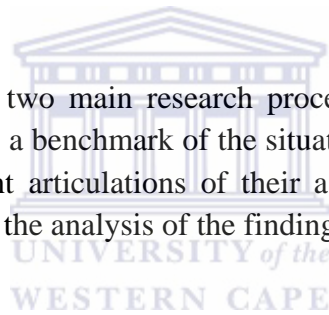 two main research proce
a benchmark of the situat
nt articulations of their a
the analysis of the finding
UNIVERSITY of the
WESTERN CAPE